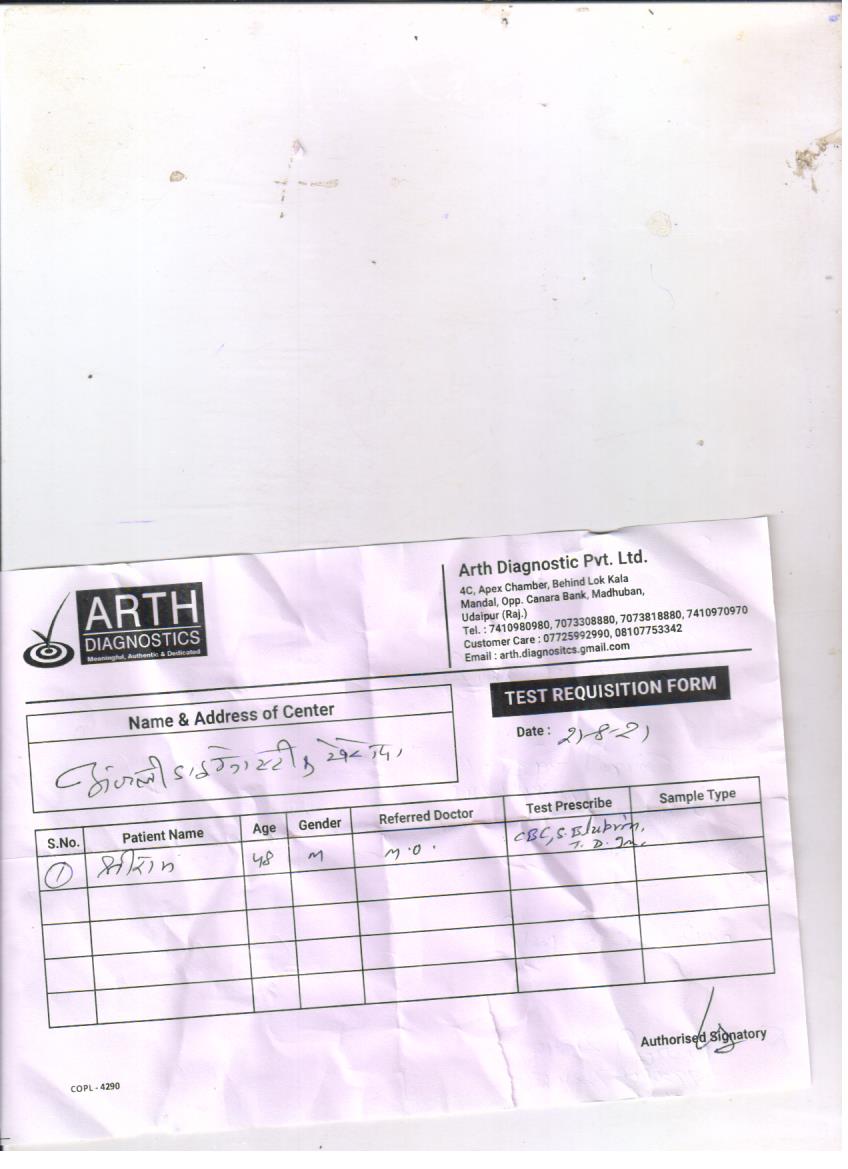 ARTH
DIAGNOSTICS
Meaningful, Authentic & Dedicated
Arth Diagnostic Pvt. Ltd.
4C, Apex Chamber, Behind Lok Kala
Mandal, Opp. Canara Bank, Madhuban,
Udaipur (Raj.)
Tel. : 7410980980, 7073308880, 7073818880, 7410970970
Customer Care : 07725992990, 08107753342
Email : arth.diagnositcs.gmail.com
TEST REQUISITION FORM
Name & Address of Center
Date : 21-8-21
S.No. Patient Name Age Gender Referred Doctor Test Prescribe Sample Type
1 श्रीराम 48 M M.O. CBC, S.
Authorised Signatory
COPL - 4290